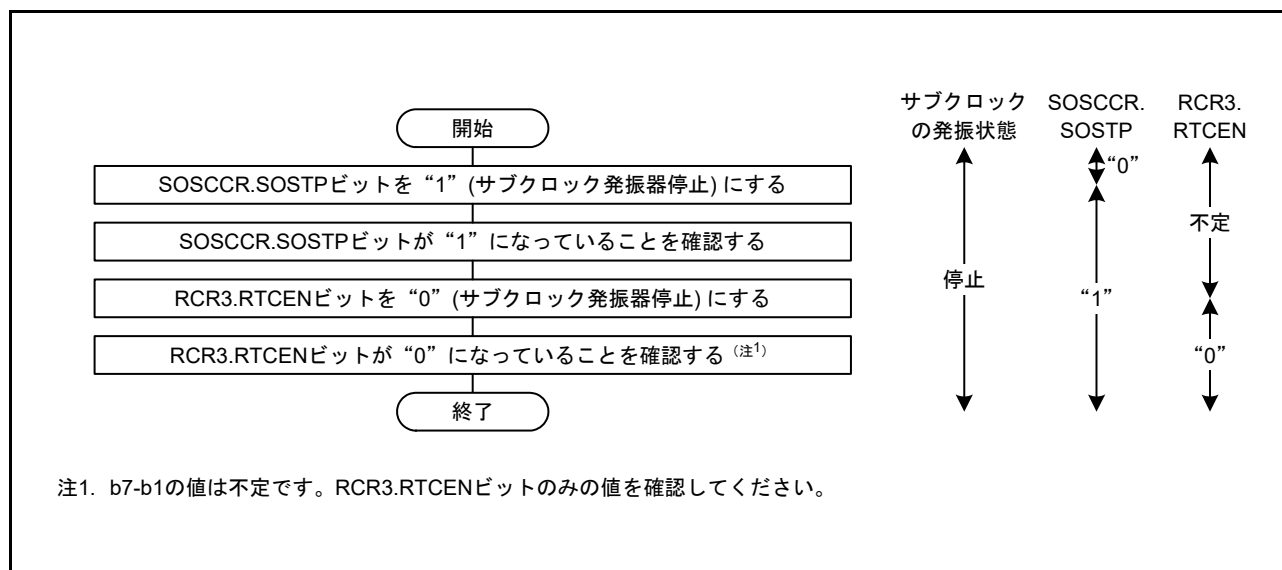 開始
SOSCCR.SOSTPビットを“1”(サブクロック発振器停止) にする
SOSCCR.SOSTPビットが“1”になっていることを確認する
RCR3.RTCENビットを“0”(サブクロック発振器停止) にする
RCR3.RTCENビットが“0”になっていることを確認する（注1）
終了
サブクロック
の発振状態
停止
SOSCCR.
SOSTP
“0”
“1”
RCR3.
RTCEN
不定
“0”
注1. b7-b1の値は不定です。RCR3.RTCENビットのみの値を確認してください。